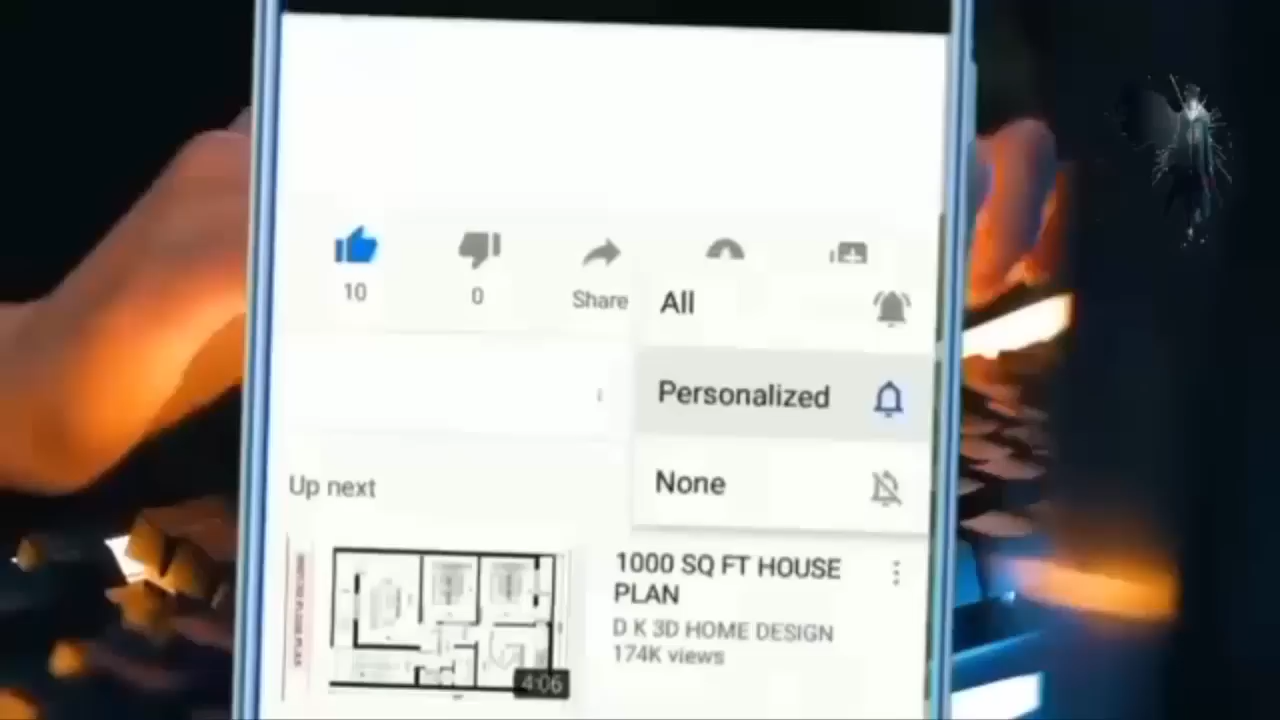 10
0
Share
All
Personalized
None
Up next
1000 SQ FT HOUSE
PLAN
D K 3D HOME DESIGN
174K views
4:06